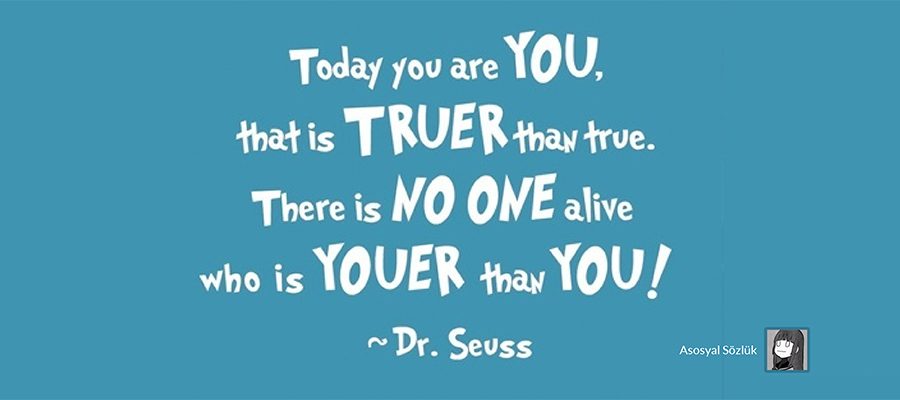 Today you are YOU,
that is TRUER than true.
There is NO ONE alive
who is YOUER than YOU!
~Dr. Seuss
Asosyal Sözlük